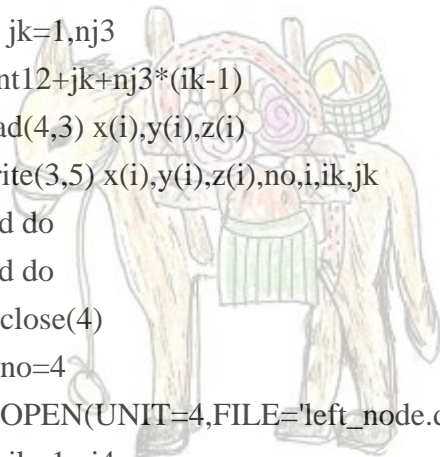 jk=1,nj3
nt12+jk+nj3*(ik-1)
ad(4,3) x(i),y(i),z(i)
rite(3,5) x(i),y(i),z(i),no,i,ik,jk
d do
d do
close(4)
no=4
OPEN(UNIT=4,FILE='left_node.d